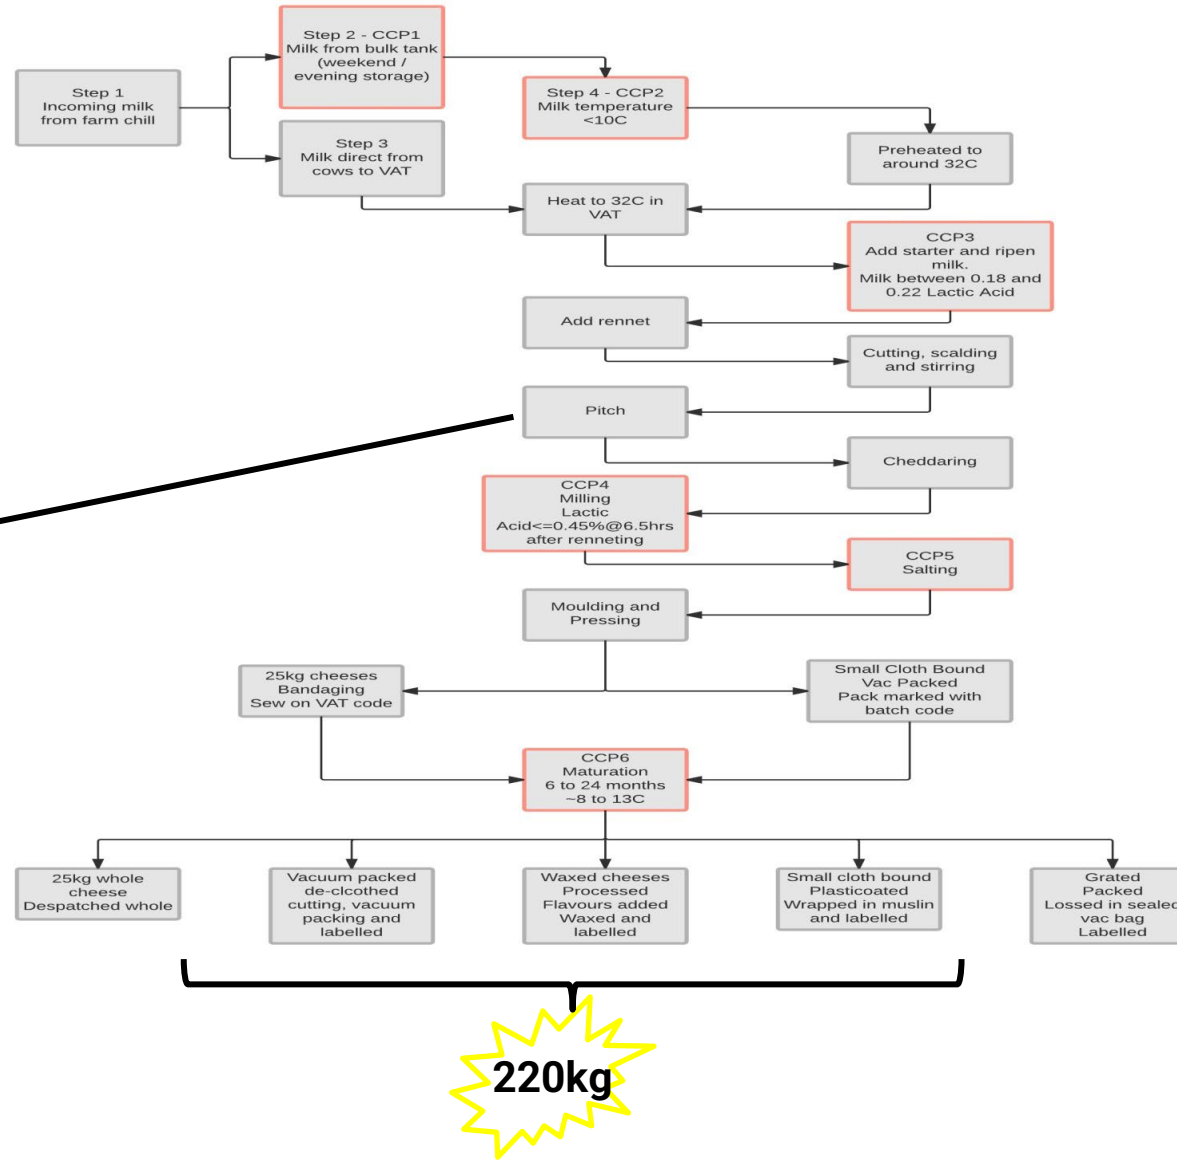 Step 1
Incoming milk
from farm chill
Step 2 - CCP1
Milk from bulk tank
(weekend /
evening storage)
Step 3
Milk direct from
cows to VAT
Step 4 - CCP2
Milk temperature
<10C
Preheated to
around 32C
Heat to 32C in
VAT
CCP3
Add starter and ripen
milk.
Milk between 0.18 and
0.22 Lactic Acid
Add rennet
Cutting, scalding
and stirring
Pitch
Cheddaring
CCP4
Milling
Lactic
Acid<=0.45%@6.5hrs
after renneting
CCP5
Salting
Moulding and
Pressing
25kg cheeses
Bandaging
Sew on VAT code
Small Cloth Bound
Vac Packed
Pack marked with
batch code
CCP6
Maturation
6 to 24 months
~8 to 13C
25kg whole
cheese
Despatched whole
Vacuum packed
de-clcothed
cutting, vacuum
packing and
labelled
Waxed cheeses
Processed
Flavours added
Waxed and
labelled
Small cloth bound
Plasticoated
Wrapped in muslin
and labelled
Grated
Packed
Lossed in sealed
vac bag
Labelled
220kg